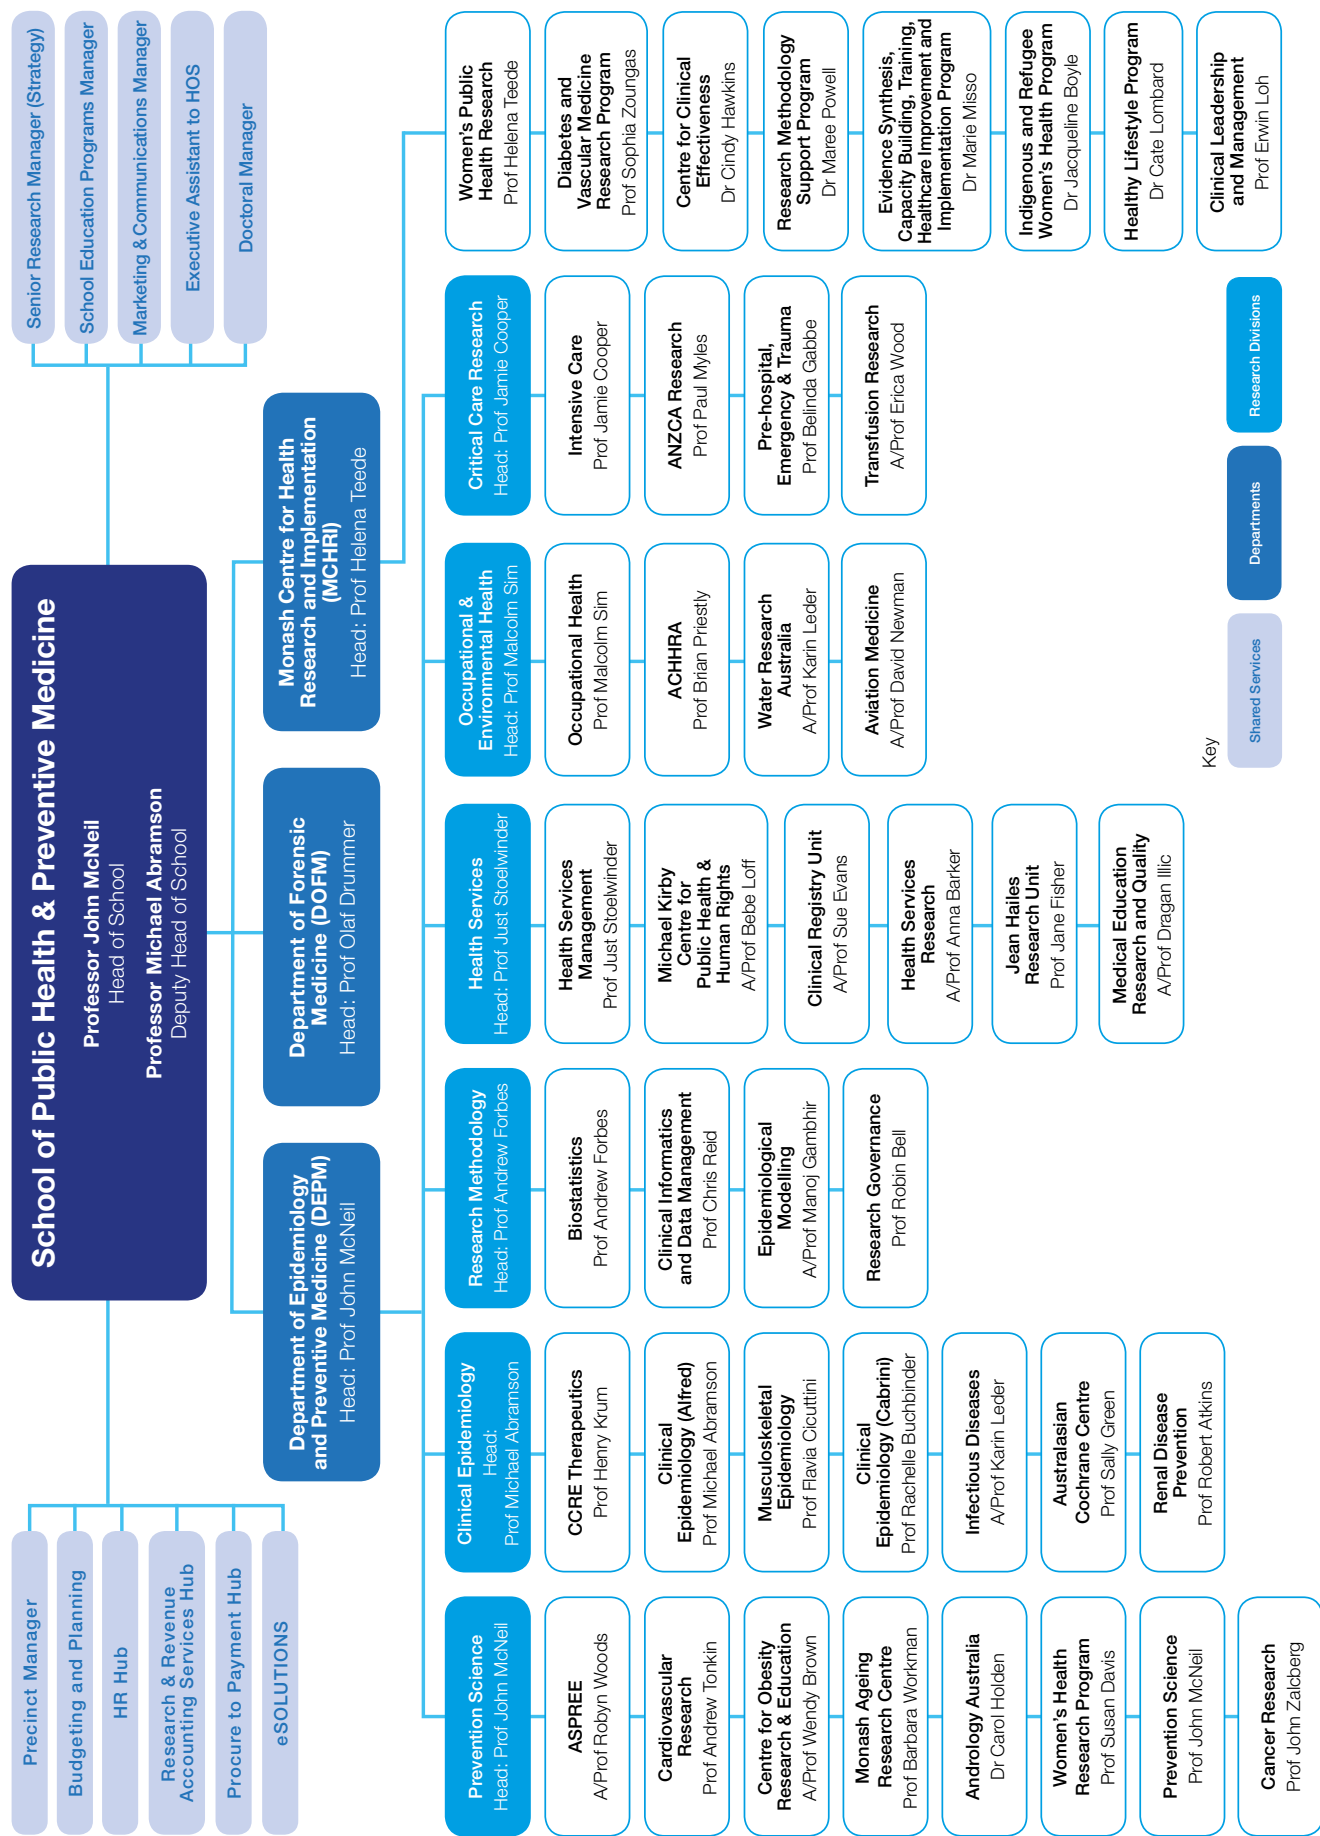 School of Public Health & Preventive Medicine
Professor John McNeil
Head of School
Professor Michael Abramson
Deputy Head of School
Precinct Manager
Budgeting and Planning
HR Hub
Research & Revenue
Accounting Services Hub
Procure to Payment Hub
eSOLUTIONS
Senior Research Manager (Strategy)
School Education Programs Manager
Marketing & Communications Manager
Executive Assistant to HOS
Doctoral Manager
Department of Epidemiology
and Preventive Medicine (DEPM)
Head: Prof John McNeil
Department of Forensic
Medicine (DOFM)
Head: Prof Olaf Drummer
Monash Centre for Health
Research and Implementation
(MCHRI)
Head: Prof Helena Teede
Prevention Science
Head: Prof John McNeil
ASPREE
A/Prof Robyn Woods
Cardiovascular
Research
Prof Andrew Tonkin
Centre for Obesity
Research & Education
A/Prof Wendy Brown
Monash Ageing
Research Centre
Prof Barbara Workman
Andrology Australia
Dr Carol Holden
Women's Health
Research Program
Prof Susan Davis
Prevention Science
Prof John McNeil
Cancer Research
Prof John Zalcberg
Clinical Epidemiology
Head:
Prof Michael Abramson
CCRE Therapeutics
Prof Henry Krum
Clinical
Epidemiology (Alfred)
Prof Michael Abramson
Musculoskeletal
Epidemiology
Prof Flavia Cicuttini
Clinical
Epidemiology (Cabrini)
Prof Rachelle Buchbinder
Infectious Diseases
A/Prof Karin Leder
Australasian
Cochrane Centre
Prof Sally Green
Renal Disease
Prevention
Prof Robert Atkins
Research Methodology
Head: Prof Andrew Forbes
Biostatistics
Prof Andrew Forbes
Clinical Informatics
and Data Management
Prof Chris Reid
Epidemiological
Modelling
A/Prof Manoj Gambhir
Research Governance
Prof Robin Bell
Health Services
Head: Prof Just Stoelwinder
Health Services
Management
Prof Just Stoelwinder
Michael Kirby
Centre for
Public Health &
Human Rights
A/Prof Bebe Loff
Clinical Registry Unit
A/Prof Sue Evans
Health Services
Research
A/Prof Anna Barker
Jean Hailes
Research Unit
Prof Jane Fisher
Medical Education
Research and Quality
A/Prof Dragan Illic
Occupational &
Environmental Health
Head: Prof Malcolm Sim
Occupational Health
Prof Malcolm Sim
ACHHRA
Prof Brian Priestly
Water Research
Australia
A/Prof Karin Leder
Aviation Medicine
A/Prof David Newman
Critical Care Research
Head: Prof Jamie Cooper
Intensive Care
Prof Jamie Cooper
ANZCA Research
Prof Paul Myles
Pre-hospital,
Emergency & Trauma
Prof Belinda Gabbe
Transfusion Research
A/Prof Erica Wood
Women's Public
Health Research
Prof Helena Teede
Diabetes and
Vascular Medicine
Research Program
Prof Sophia Zoungas
Centre for Clinical
Effectiveness
Dr Cindy Hawkins
Research Methodology
Support Program
Dr Maree Powell
Evidence Synthesis,
Capacity Building, Training,
Healthcare Improvement and
Implementation Program
Dr Marie Misso
Indigenous and Refugee
Women's Health Program
Dr Jacqueline Boyle
Healthy Lifestyle Program
Dr Cate Lombard
Clinical Leadership
and Management
Prof Erwin Loh
Key
Shared Services
Departments
Research Divisions